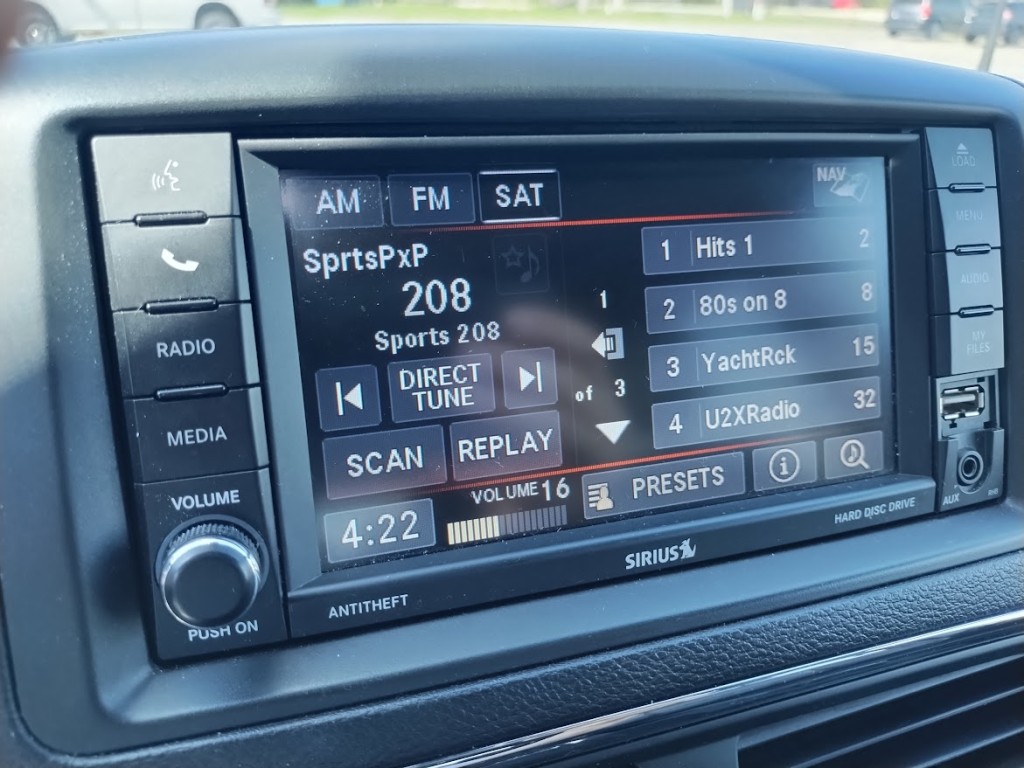 AM FM SAT NAV
SprtsPxP
208
Sports 208
DIRECT
TUNE
SCAN REPLAY
4:22
VOLUME 16
1
of 3
1 Hits 1 2
2 80s on 8 8
3 YachtRck 15
4 U2XRadio 32
PRESETS
i
RADIO
MEDIA
VOLUME
PUSH ON
ANTITHEFT
SIRIUS
HARD DISC DRIVE
LOAD
MENU
AUDIO
MY
FILES
AUX